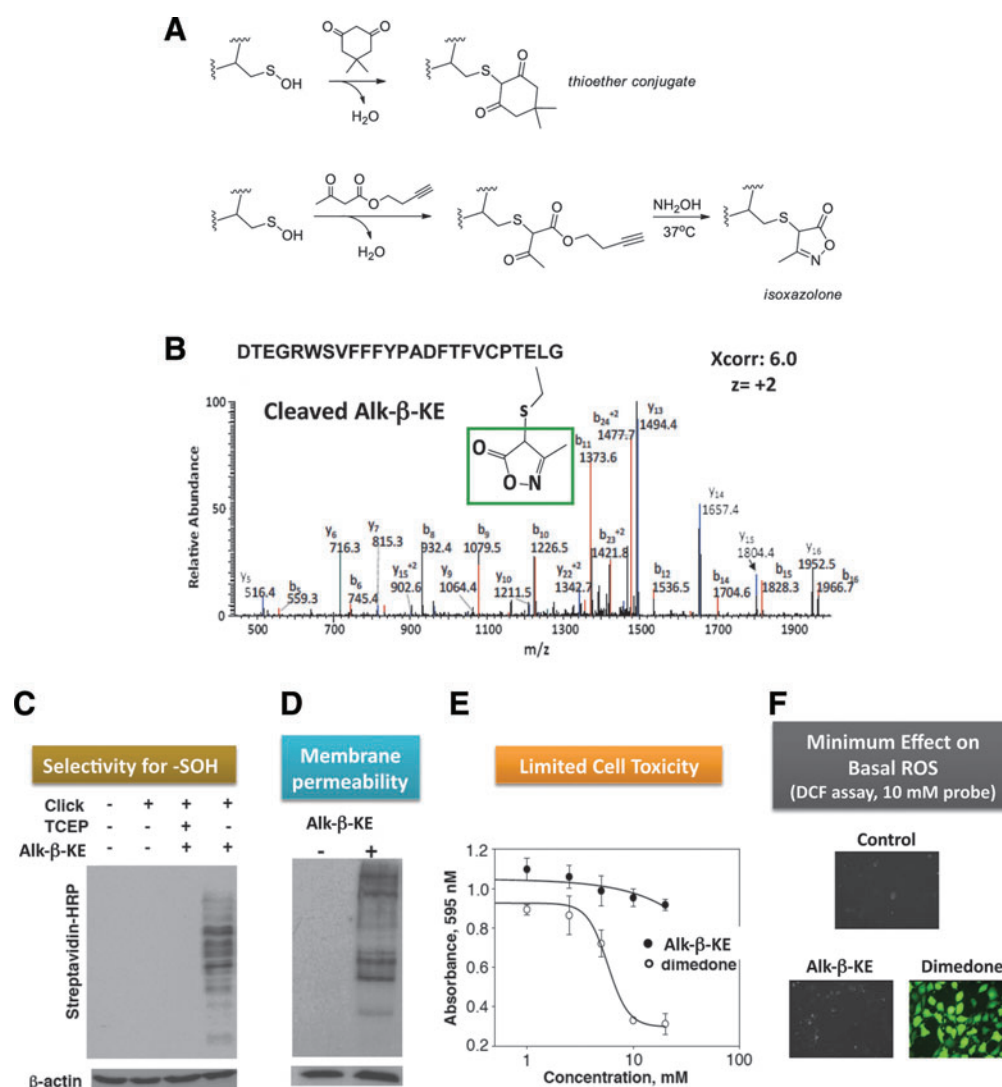 A
S
OH
O
O
H2O
S
O
O
thioether conjugate
S
OH
O
O
O
H2O
S
O
O
O
NH2OH
37°C
S
O
O
N
isoxazolone
B
DTEGRWSVFFFYPADFTFVCPTELG
Xcorr: 6.0
z= +2
Cleaved Alk-β-KE
S
O
O-N
Relative Abundance
100
50
0
y5
516.4
b5
559.3
y6
716.3
b6
745.4
y7
815.3
y15+2
902.6
b8
932.4
y9
1064.4
b9
1079.5
y10
1211.5
b10
1226.5
y22+2
1342.7
b11
1373.6
b23+2
1421.8
b24+2
1477.7
y13
1494.4
b12
1536.5
y14
1657.4
b14
1704.6
y15
1804.4
b15
1828.3
y16
1952.5
b16
1966.7
500 700 900 1100 1300 1500 1700 1900
m/z
C
Selectivity for -SOH
Click - + + +
TCEP - - + -
Alk-β-KE - - + +
Streptavidin-HRP
β-actin
D
Membrane
permeability
Alk-β-KE
- +
E
Limited Cell Toxicity
Absorbance, 595 nM
1.2
1.0
0.8
0.6
0.4
0.2
Alk-β-KE
dimedone
1 10 100
Concentration, mM
F
Minimum Effect on
Basal ROS
(DCF assay, 10 mM probe)
Control
Alk-β-KE
Dimedone